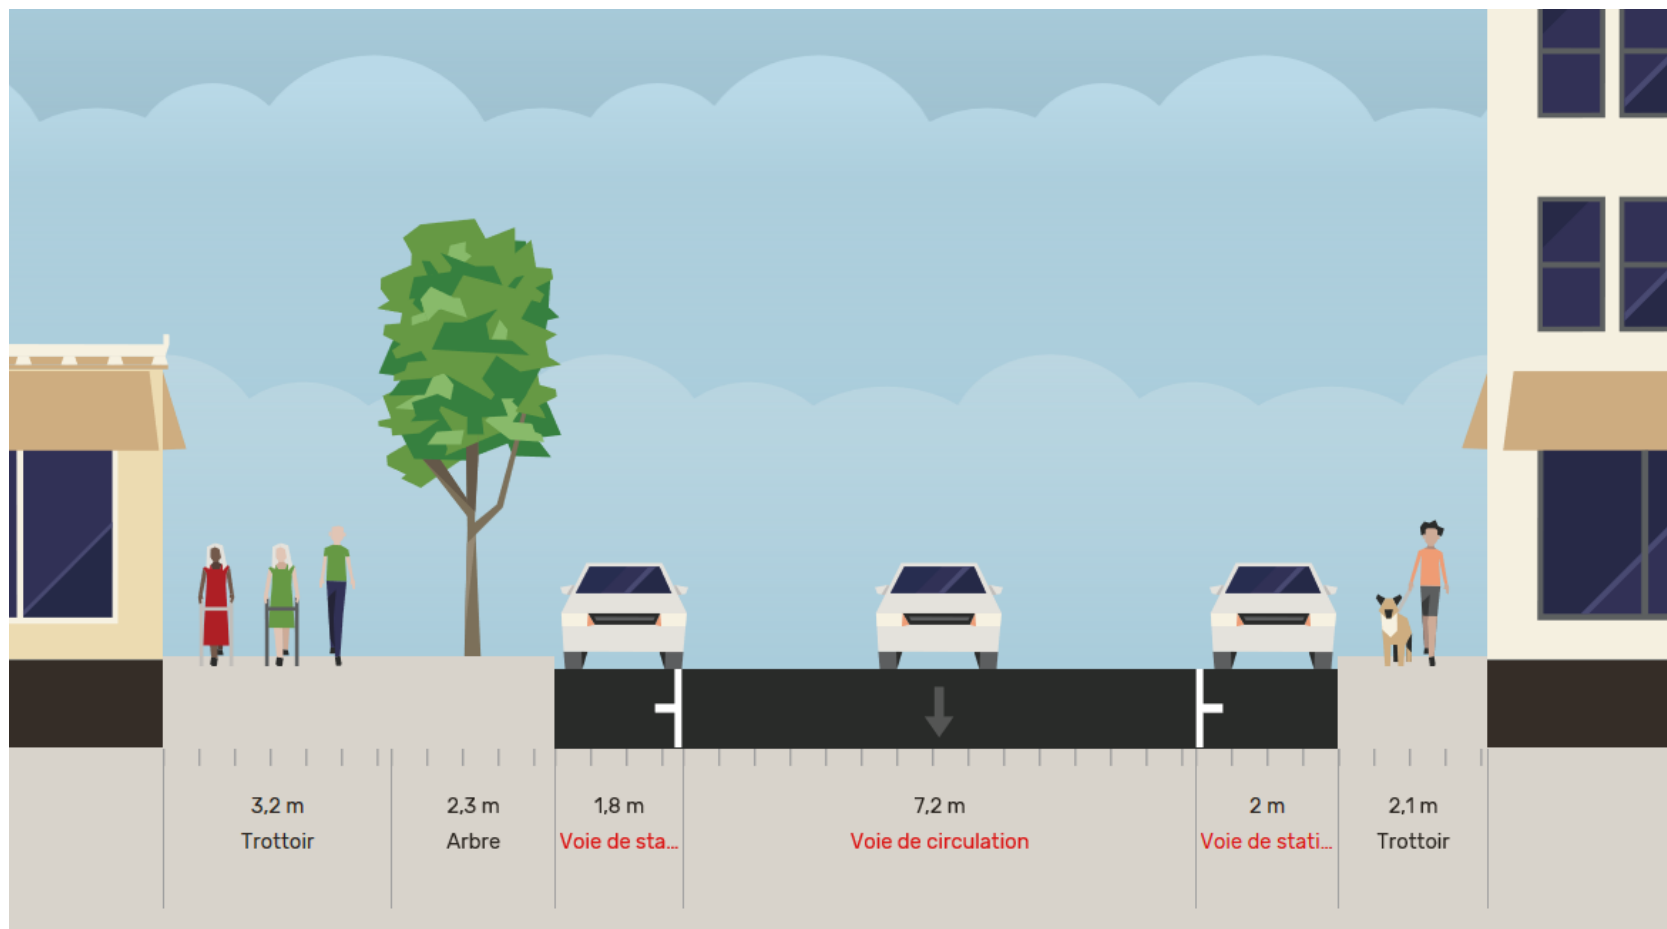 3,2 m
Trottoir
2,3 m
Arbre
1,8 m
Voie de sta...
7,2 m
Voie de circulation
2 m
Voie de stati...
2,1 m
Trottoir